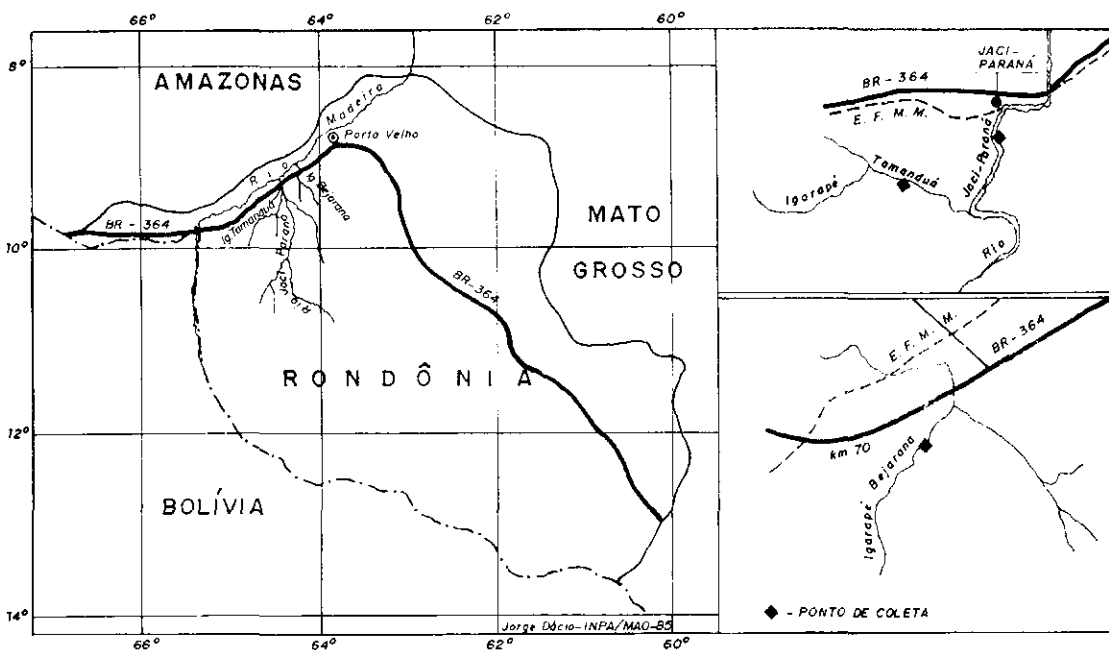 66° 64° 62° 60°
8°
AMAZONAS
Madeira
Rio
Porto Velho
Ig. Bejarana
Ig. Tamanduá
BR-364
10°
Jaci Paraná
Rio
MATO
GROSSO
BR-364
RONDÔNIA
12°
BOLÍVIA
14°
Jorge Dácio-INPA/MAO-85
66° 64° 62° 60°
JACI-
PARANÁ
BR-364
E. F. M. M.
Jaci-Paraná
Tamanduá
Igarapé
Rio
E. F. M. M.
BR-364
km 70
Bejarana
Igarapé
- PONTO DE COLETA